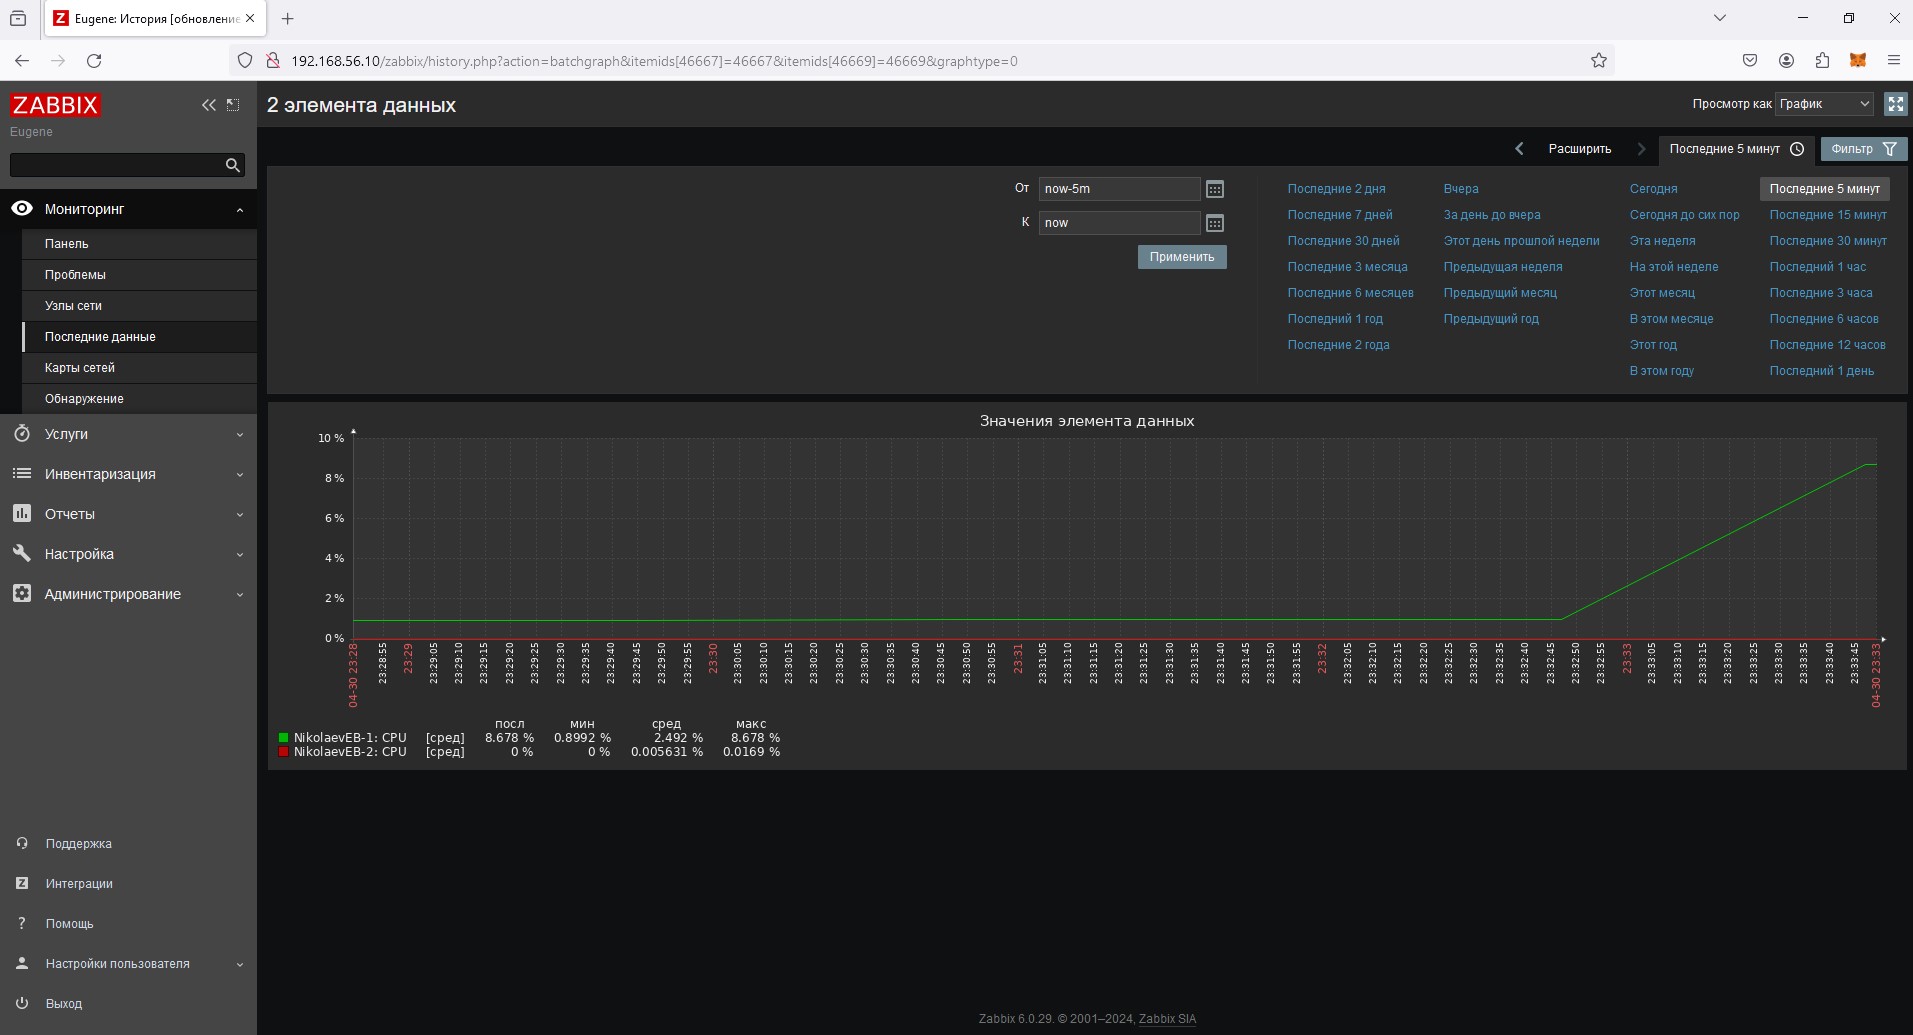 Eugene: История [обновление
192.168.56.10/zabbix/history.php?action=batchgraph&itemids[46667]=46667&itemids[46669]=46669&graphtype=0
ZABBIX
Eugene
Мониторинг
Панель
Проблемы
Узлы сети
Последние данные
Карты сетей
Обнаружение
Услуги
Инвентаризация
Отчеты
Настройка
Администрирование
Поддержка
Интеграции
Помощь
Настройки пользователя
Выход
2 элемента данных
Просмотр как График
Расширить Последние 5 минут Фильтр
От now-5m
К now
Применить
Последние 2 дня Вчера Сегодня Последние 5 минут
Последние 7 дней За день до вчера Сегодня до сих пор Последние 15 минут
Последние 30 дней Этот день прошлой недели Эта неделя Последние 30 минут
Последние 3 месяца Предыдущая неделя На этой неделе Последний 1 час
Последние 6 месяцев Предыдущий месяц Этот месяц Последние 3 часа
Последний 1 год Предыдущий год В этом месяце Последние 6 часов
Последние 2 года Этот год Последние 12 часов
В этом году Последний 1 день
Значения элемента данных
10 %
8 %
6 %
4 %
2 %
0 %
04-30 23:28 23:28:55 23:29 23:29:05 23:29:10 23:29:15 23:29:20 23:29:25 23:29:30 23:29:35 23:29:40 23:29:45 23:29:50 23:29:55 23:30 23:30:05 23:30:10 23:30:15 23:30:20 23:30:25 23:30:30 23:30:35 23:30:40 23:30:45 23:30:50 23:30:55 23:31 23:31:05 23:31:10 23:31:15 23:31:20 23:31:25 23:31:30 23:31:35 23:31:40 23:31:45 23:31:50 23:31:55 23:32 23:32:05 23:32:10 23:32:15 23:32:20 23:32:25 23:32:30 23:32:35 23:32:40 23:32:45 23:32:50 23:32:55 23:33 23:33:05 23:33:10 23:33:15 23:33:20 23:33:25 23:33:30 23:33:35 23:33:40 23:33:45 04-30 23:33
посл мин сред макс
NikolaevEB-1: CPU [сред] 8.678 % 0.8992 % 2.492 % 8.678 %
NikolaevEB-2: CPU [сред] 0 % 0 % 0.005631 % 0.0169 %
Zabbix 6.0.29. © 2001–2024, Zabbix SIA